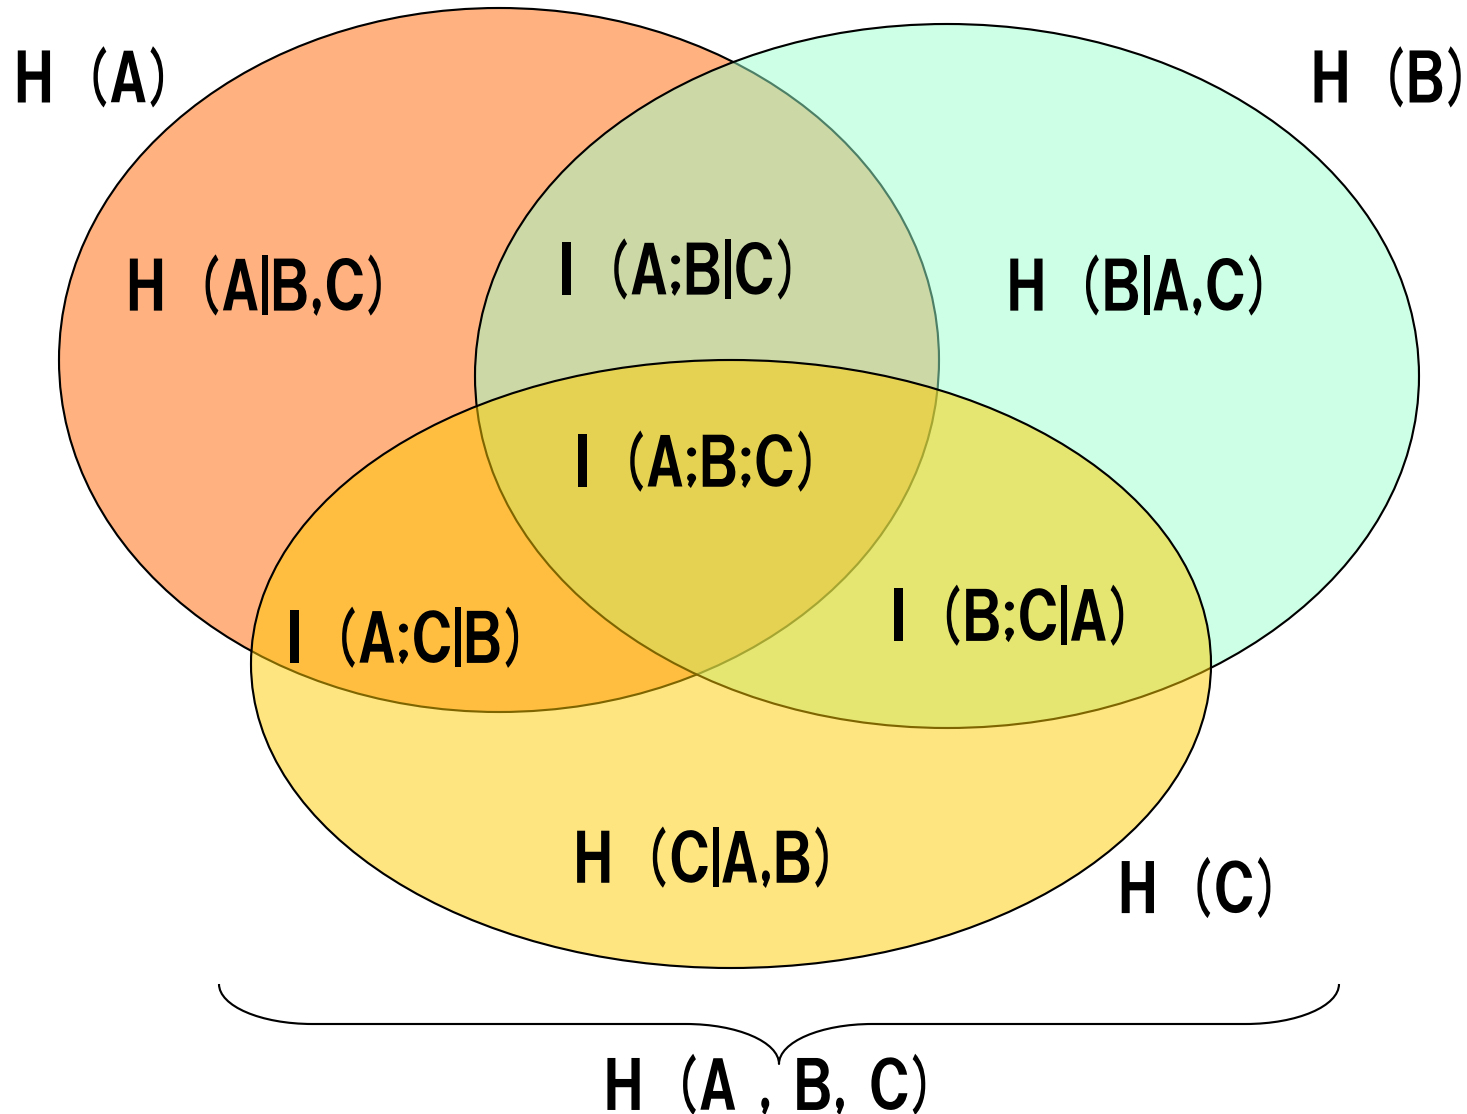 H (A)
H (B)
H (A|B,C)
I (A;B|C)
H (B|A,C)
I (A;B;C)
I (A;C|B)
I (B;C|A)
H (C|A,B)
H (C)
H (A , B, C)